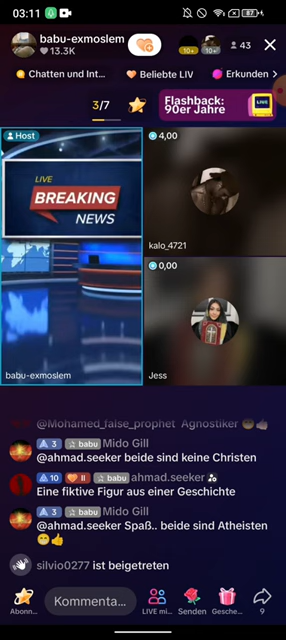 03:11
87
babu-exmoslem
13.3K
10+
10+
43
Chatten und Int...
Beliebte LIV
Erkunden
3/7
Flashback:
90er Jahre
LIVE
Host
LIVE
BREAKING
NEWS
babu-exmoslem
4,00
kalo_4721
0,00
Jess
@Mohamed_false_prophet Agnostiker
3 babu Mido Gill
@ahmad.seeker beide sind keine Christen
10 II babu ahmad.seeker
Eine fiktive Figur aus einer Geschichte
3 babu Mido Gill
@ahmad.seeker Spaß.. beide sind Atheisten
😁👍
silvio0277 ist beigetreten
Abonn...
Kommenta...
LIVE mi...
Senden
Gesche...
9